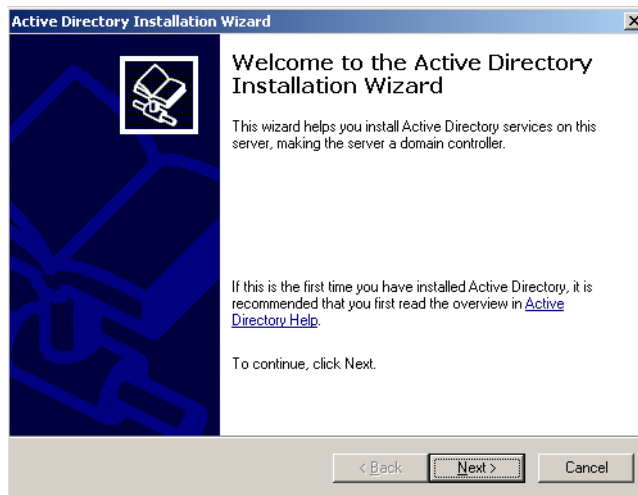 Active Directory Installation Wizard
Welcome to the Active Directory
Installation Wizard
This wizard helps you install Active Directory services on this
server, making the server a domain controller.
If this is the first time you have installed Active Directory, it is
recommended that you first read the overview in Active
Directory Help.
To continue, click Next.
< Back
Next >
Cancel